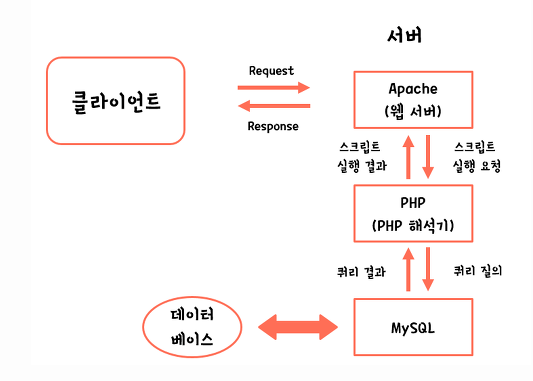 서버
클라이언트
Request
Response
Apache
(웹 서버)
스크립트
실행 결과
스크립트
실행 요청
PHP
(PHP 해석기)
쿼리 결과
쿼리 질의
데이터
베이스
MySQL